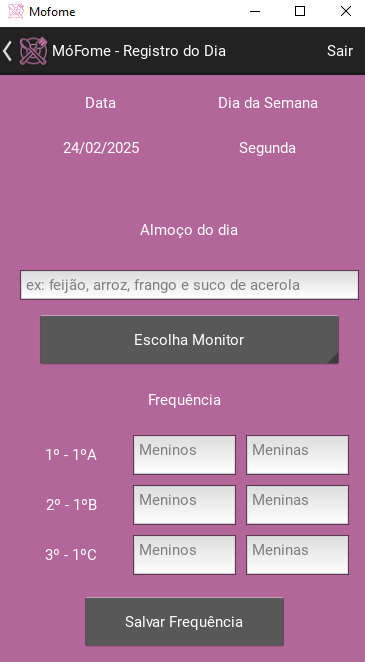 Mofome
MóFome - Registro do Dia Sair
Data Dia da Semana
24/02/2025 Segunda
Almoço do dia
ex: feijão, arroz, frango e suco de acerola
Escolha Monitor
Frequência
1º - 1ºA Meninos Meninas
2º - 1ºB Meninos Meninas
3º - 1ºC Meninos Meninas
Salvar Frequência